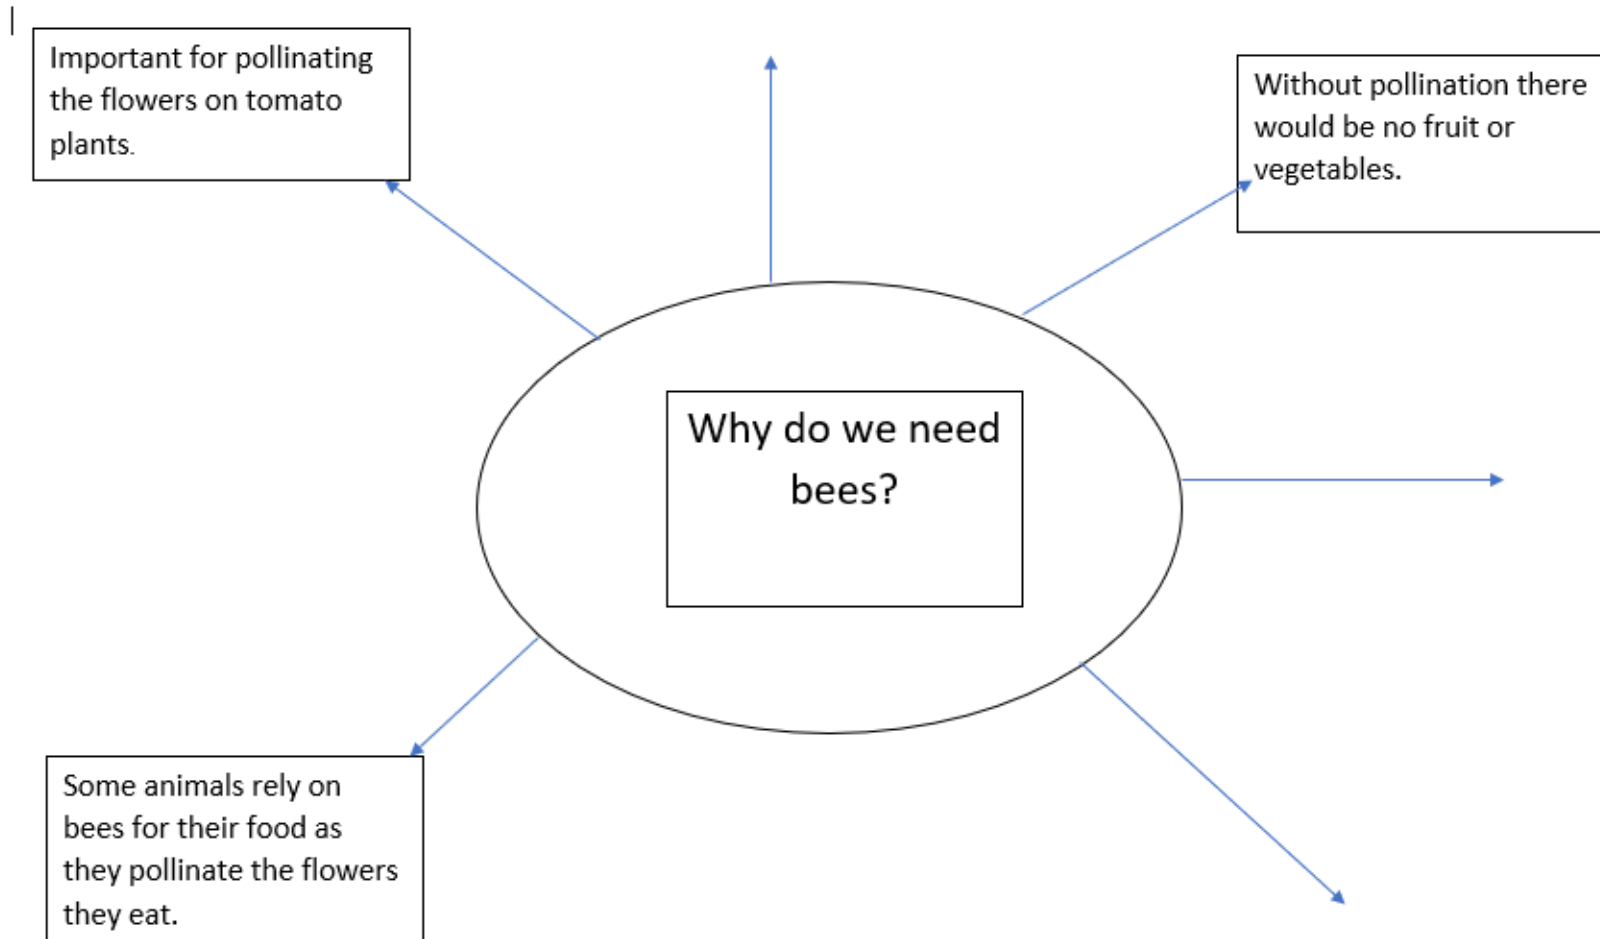 Important for pollinating
the flowers on tomato
plants.
Without pollination there
would be no fruit or
vegetables.
Why do we need
bees?
Some animals rely on
bees for their food as
they pollinate the flowers
they eat.